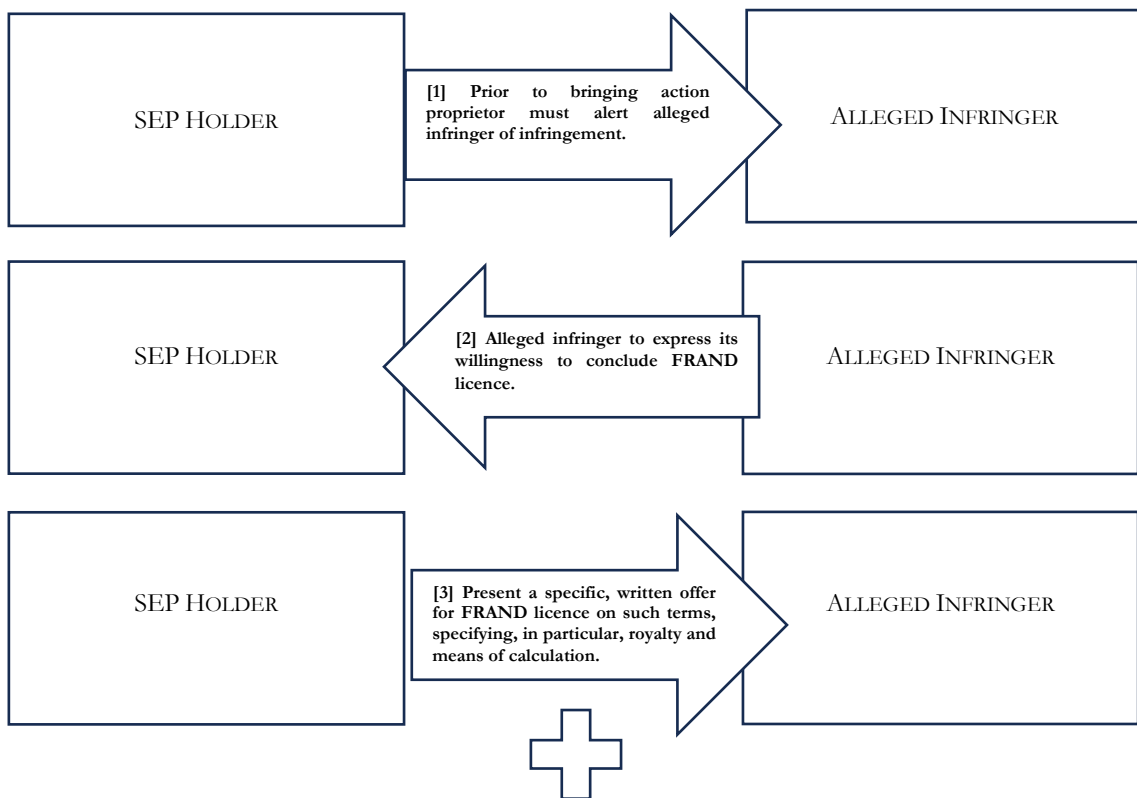 SEP HOLDER
[1] Prior to bringing action
proprietor must alert alleged
infringer of infringement.
ALLEGED INFRINGER
SEP HOLDER
[2] Alleged infringer to express its
willingness to conclude FRAND
licence.
ALLEGED INFRINGER
SEP HOLDER
[3] Present a specific, written offer
for FRAND licence on such terms,
specifying, in particular, royalty and
means of calculation.
ALLEGED INFRINGER